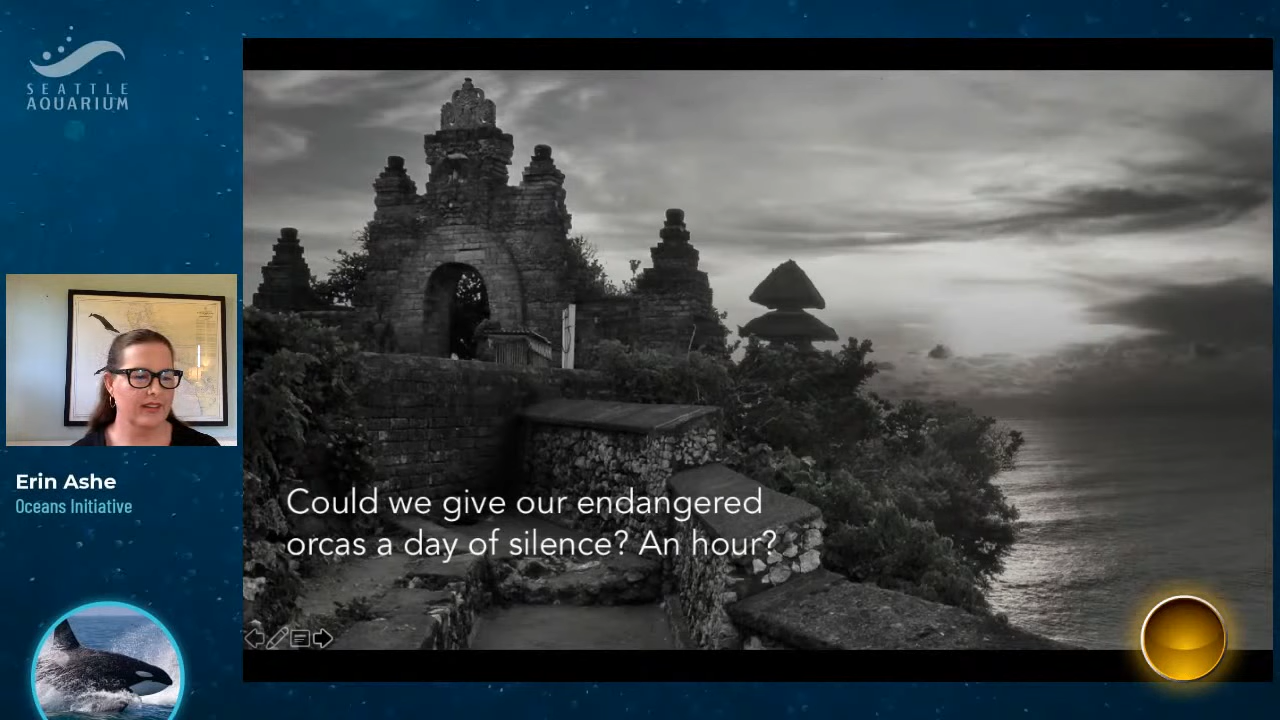 SEATTLE
AQUARIUM
Erin Ashe
Oceans Initiative
Could we give our endangered
orcas a day of silence? An hour?